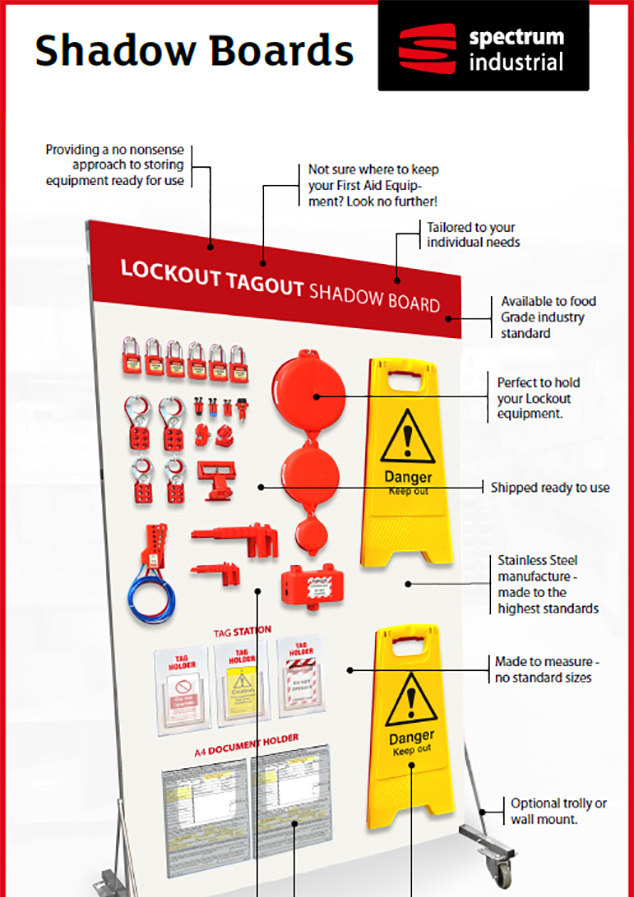 Shadow Boards
spectrum
industrial
Providing a no nonsense
approach to storing
equipment ready for use
Not sure where to keep
your First Aid Equip-
ment? Look no further!
Tailored to your
individual needs
LOCKOUT TAGOUT SHADOW BOARD
Available to food
Grade industry
standard
Perfect to hold
your Lockout
equipment.
Danger
Keep out
Shipped ready to use
Stainless Steel
manufacture -
made to the
highest standards
TAG STATION
TAG
HOLDER
TAG
HOLDER
TAG
HOLDER
Made to measure -
no standard sizes
Danger
Keep out
A4 DOCUMENT HOLDER
Optional trolly or
wall mount.